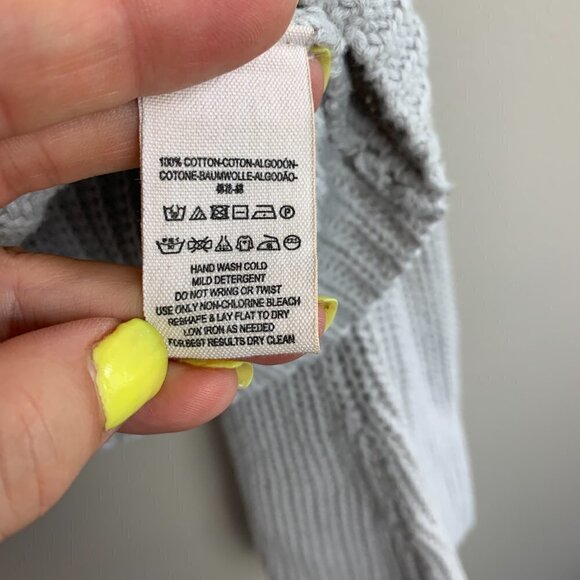 100% COTTON-COTON-ALGODÓN-
COTONE-BAUMWOLLE-ALGODÃO-
HAND WASH COLD
MILD DETERGENT
DO NOT WRING OR TWIST
USE ONLY NON-CHLORINE BLEACH
RESHAPE & LAY FLAT TO DRY
LOW IRON AS NEEDED
FOR BEST RESULTS DRY CLEAN